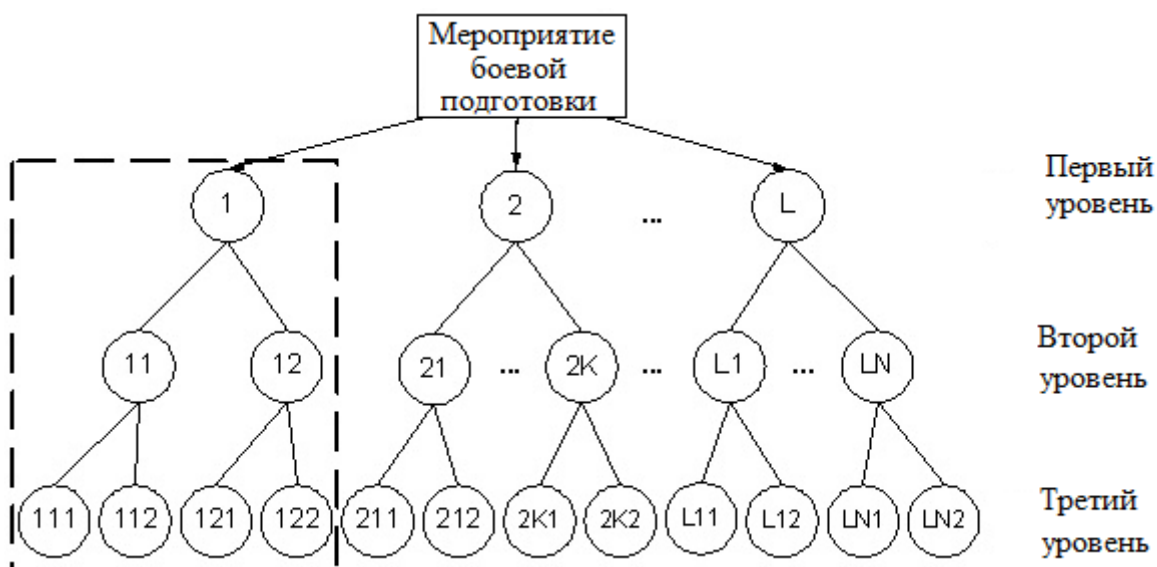 Мероприятие
боевой
подготовки
Первый
уровень
1
2
...
L
Второй
уровень
11
12
21
...
2K
...
L1
...
LN
Третий
уровень
111
112
121
122
211
212
2K1
2K2
L11
L12
LN1
LN2